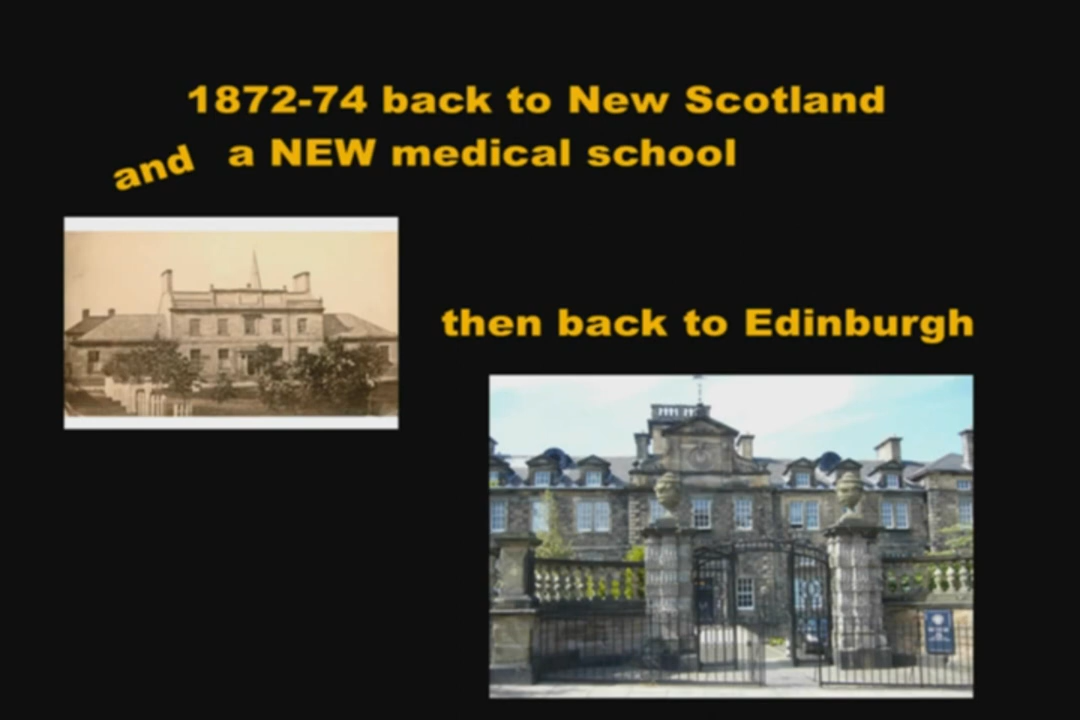 1872-74 back to New Scotland
and a NEW medical school
then back to Edinburgh